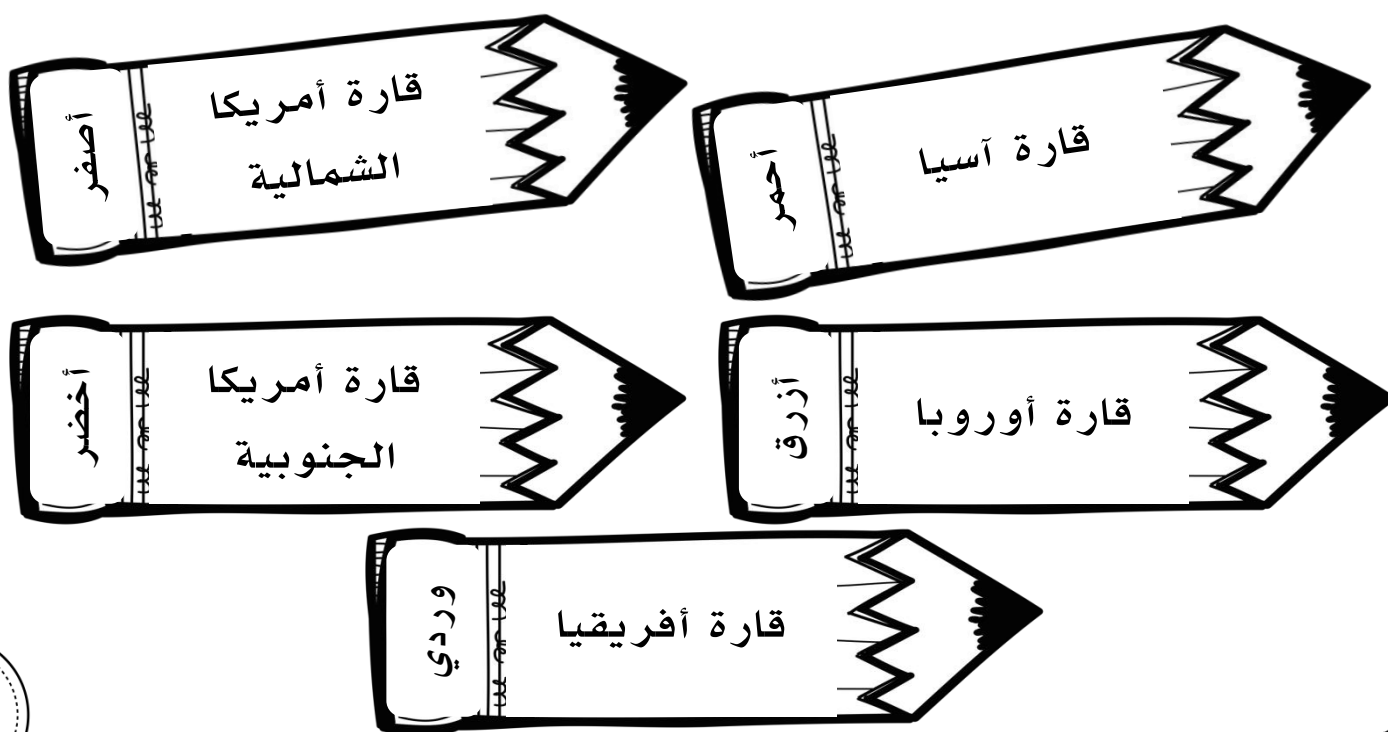 قارة آسيا
أحمر
قارة أمريكا
الشمالية
أصفر
قارة أوروبا
أزرق
قارة أمريكا
الجنوبية
أخضر
قارة أفريقيا
وردي